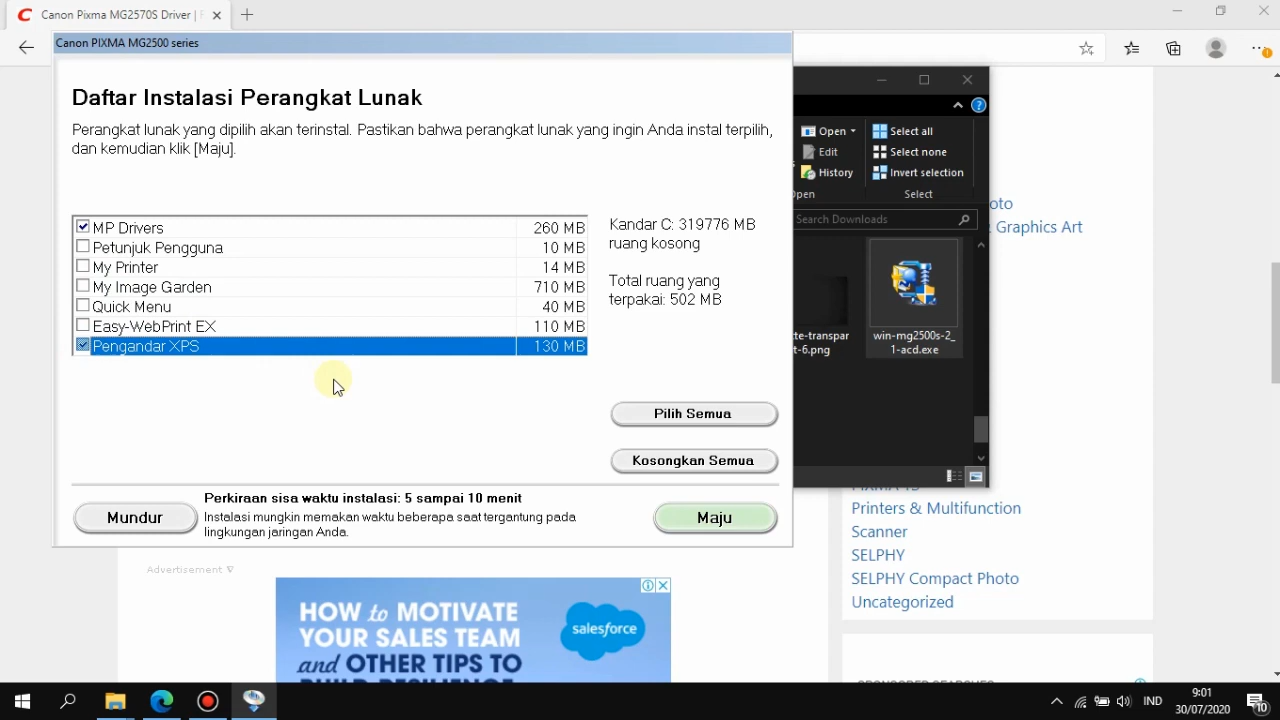 Canon Pixma MG2570S Driver |
Canon PIXMA MG2500 series
Daftar Instalasi Perangkat Lunak
Perangkat lunak yang dipilih akan terinstal. Pastikan bahwa perangkat lunak yang ingin Anda instal terpilih,
dan kemudian klik [Maju].
MP Drivers 260 MB
Petunjuk Pengguna 10 MB
My Printer 14 MB
My Image Garden 710 MB
Quick Menu 40 MB
Easy-WebPrint EX 110 MB
Pengandar XPS 130 MB
Kandar C: 319776 MB
ruang kosong
Total ruang yang
terpakai: 502 MB
Pilih Semua
Kosongkan Semua
Perkiraan sisa waktu instalasi: 5 sampai 10 menit
Instalasi mungkin memakan waktu beberapa saat tergantung pada
lingkungan jaringan Anda.
Mundur
Maju
Open
Edit
History
Select all
Select none
Invert selection
Select
Search Downloads
win-mg2500s-2_
1-acd.exe
t-6.png
& Graphics Art
Printers & Multifunction
Scanner
SELPHY
SELPHY Compact Photo
Uncategorized
Advertisement
HOW to MOTIVATE
YOUR SALES TEAM
and OTHER TIPS TO
salesforce
IND
9:01
30/07/2020
10